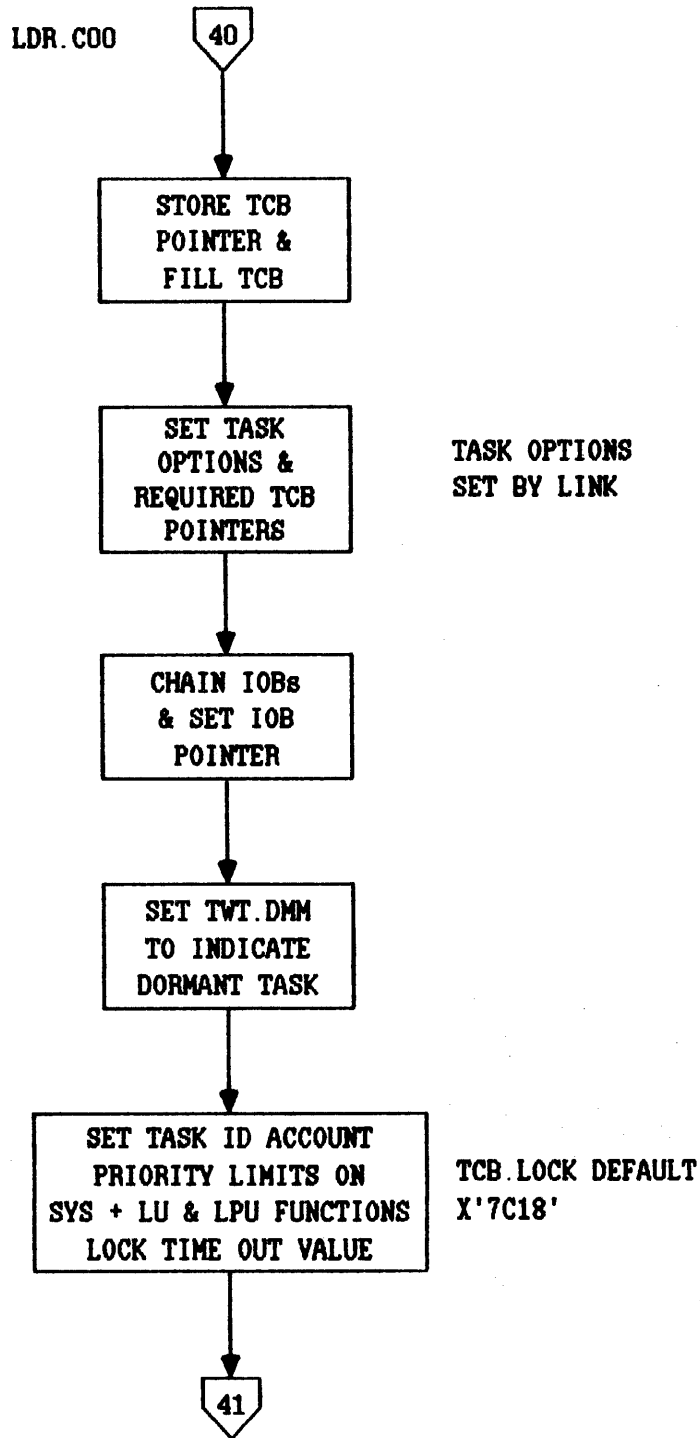 LDR.COO
40
STORE TCB
POINTER &
FILL TCB
SET TASK
OPTIONS &
REQUIRED TCB
POINTERS
TASK OPTIONS
SET BY LINK
CHAIN IOBs
& SET IOB
POINTER
SET TWT.DMM
TO INDICATE
DORMANT TASK
SET TASK ID ACCOUNT
PRIORITY LIMITS ON
SYS + LU & LPU FUNCTIONS
LOCK TIME OUT VALUE
TCB.LOCK DEFAULT
X'7C18'
41